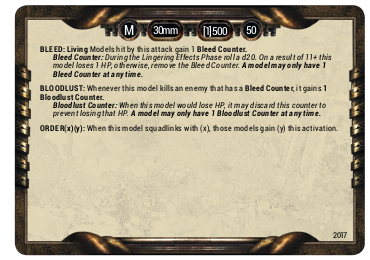 M 30mm [1]500 50
BLEED: Living Models hit by this attack gain 1 Bleed Counter.
Bleed Counter: During the Lingering Effects Phase roll a d20. On a result of 11+ this
model loses 1 HP, otherwise, remove the Bleed Counter. A model may only have 1
Bleed Counter at any time.
BLOODLUST: Whenever this model kills an enemy that has a Bleed Counter, it gains 1
Bloodlust Counter.
Bloodlust Counter: When this model would lose HP, it may discard this counter to
prevent losing that HP. A model may only have 1 Bloodlust Counter at any time.
ORDER(x)(y): When this model squadlinks with (x), those models gain (y) this activation.
2017